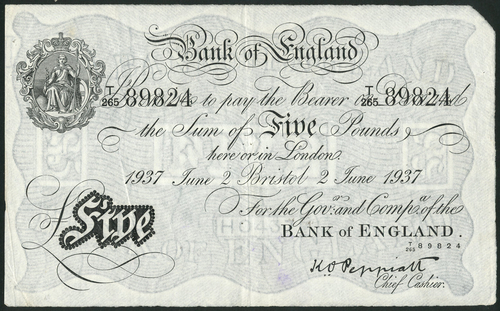 Bank of England
T/265 89824 T/265 89824
Promise to pay the Bearer on Demand
the Sum of Five Pounds
here or in London.
1937 June 2 Bristol 2 June 1937
For the Govr. and Compa. of the
BANK of ENGLAND.
T/265 89824
£Five
K.O. Peppiatt
Chief Cashier.